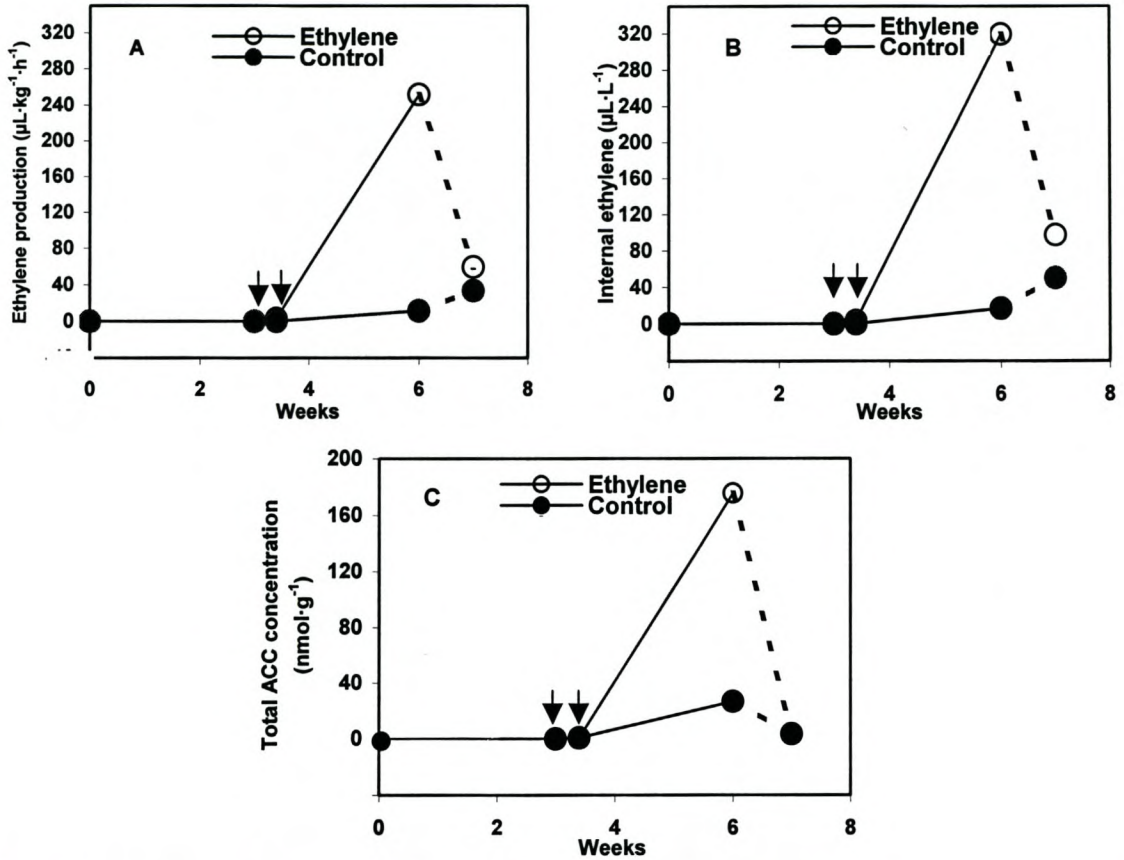 A
Ethylene
Control
Ethylene production (µL·kg⁻¹·h⁻¹)
320
280
240
200
160
120
80
40
0
0 2 4 6 8
Weeks
B
Ethylene
Control
Internal ethylene (µL·L⁻¹)
320
280
240
200
160
120
80
40
0
0 2 4 6 8
Weeks
C
Ethylene
Control
Total ACC concentration
(nmol·g⁻¹)
200
160
120
80
40
0
0 2 4 6 8
Weeks